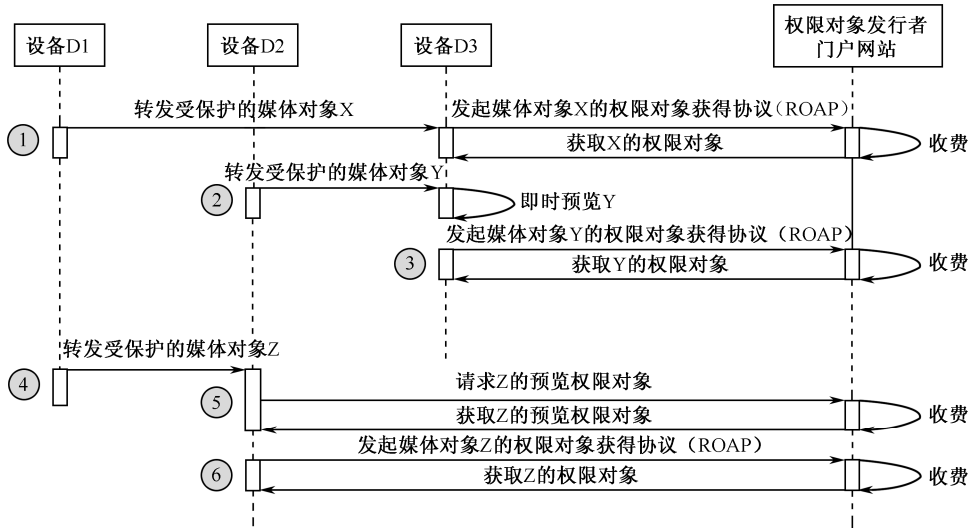 设备D1
设备D2
设备D3
权限对象发行者
门户网站
转发受保护的媒体对象X
发起媒体对象X的权限对象获得协议(ROAP)
1
获取X的权限对象
收费
转发受保护的媒体对象Y
2
即时预览Y
发起媒体对象Y的权限对象获得协议（ROAP）
3
获取Y的权限对象
收费
转发受保护的媒体对象Z
4
请求Z的预览权限对象
5
获取Z的预览权限对象
收费
发起媒体对象Z的权限对象获得协议（ROAP）
6
获取Z的权限对象
收费